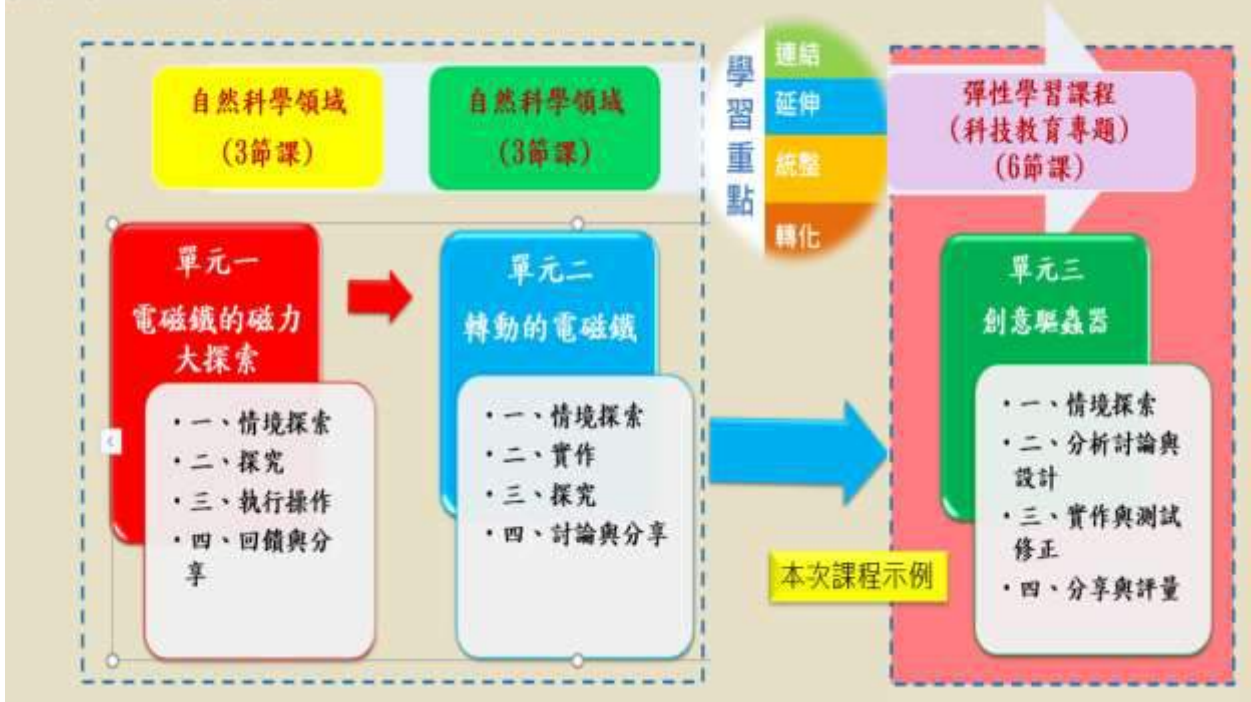 自然科學領域
(3節課)
自然科學領域
(3節課)
學習重點
連結
延伸
統整
轉化
彈性學習課程
(科技教育專題)
(6節課)
單元一
電磁鐵的磁力
大探索
・一、情境探索
・二、探究
・三、執行操作
・四、回饋與分
享
單元二
轉動的電磁鐵
・一、情境探索
・二、實作
・三、探究
・四、討論與分享
單元三
創意驅蟲器
・一、情境探索
・二、分析討論與
設計
・三、實作與測試
修正
・四、分享與評量
本次課程示例